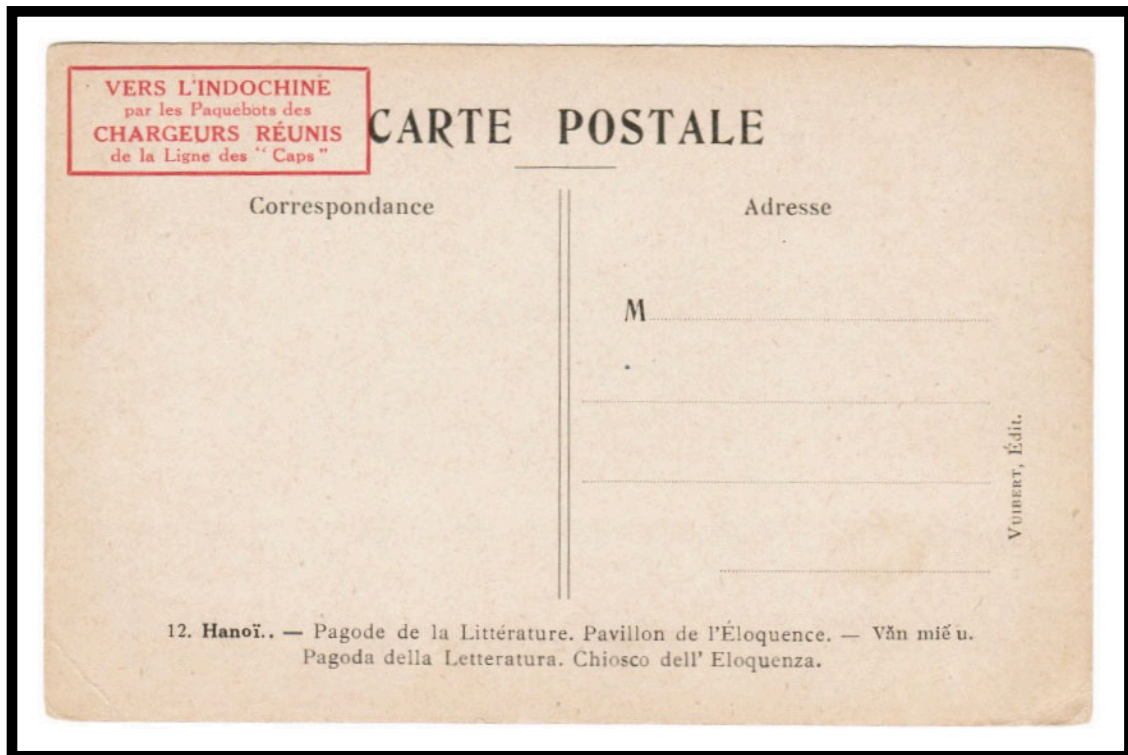 VERS L'INDOCHINE
par les Paquebots des
CHARGEURS RÉUNIS
de la Ligne des "Caps"
CARTE POSTALE
Correspondance
Adresse
M
VUIBERT, Édit.
12. Hanoï.. — Pagode de la Littérature. Pavillon de l'Éloquence. — Văn miếu.
Pagoda della Letteratura. Chiosco dell' Eloquenza.